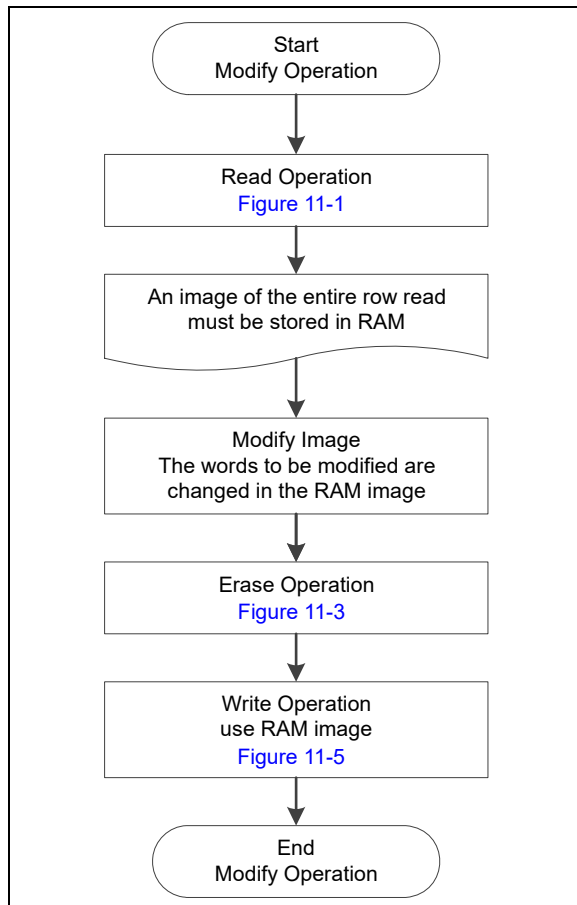 Start
Modify Operation
Read Operation
Figure 11-1
An image of the entire row read
must be stored in RAM
Modify Image
The words to be modified are
changed in the RAM image
Erase Operation
Figure 11-3
Write Operation
use RAM image
Figure 11-5
End
Modify Operation